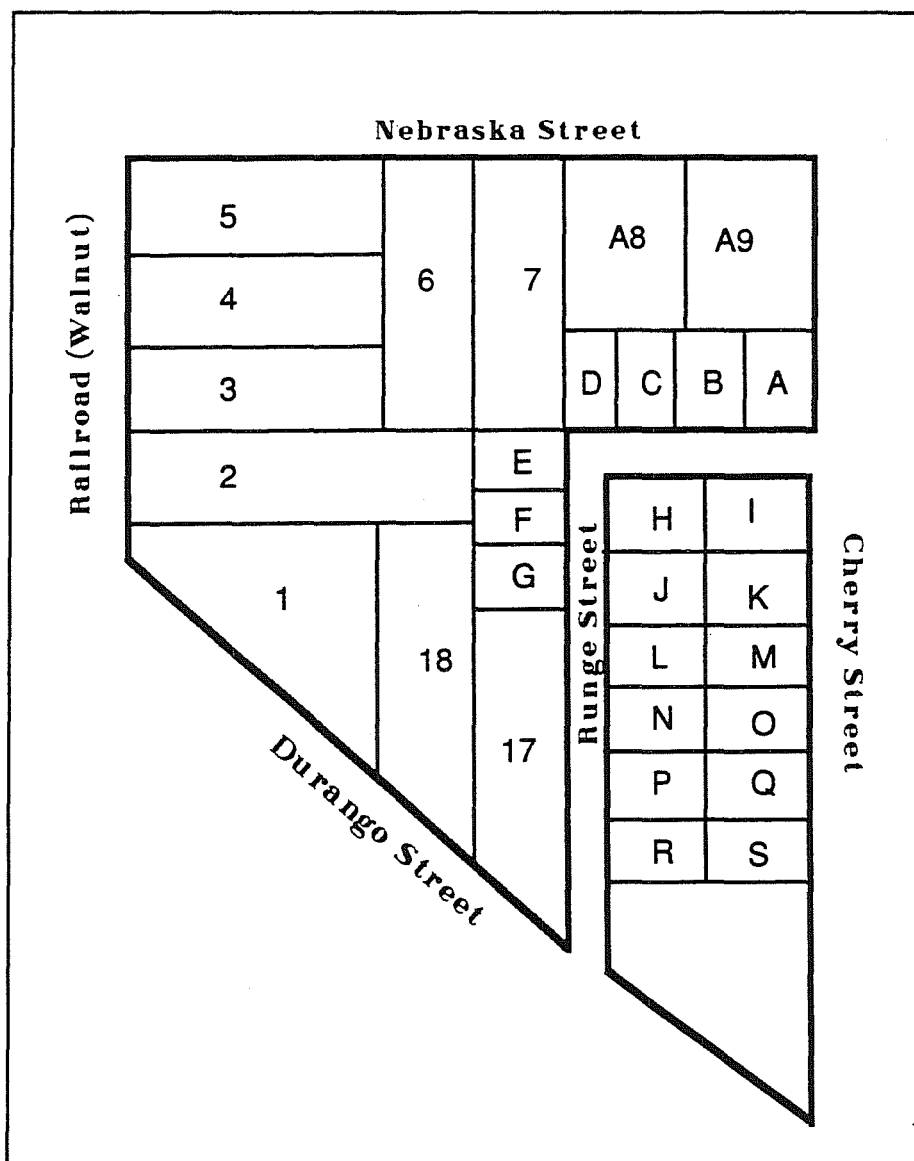 Nebraska Street
Railroad (Walnut)
5
4
3
6
7
A8
A9
D
C
B
A
2
E
F
G
1
18
17
Runge Street
H
I
J
K
L
M
N
O
P
Q
R
S
Cherry Street
Durango Street